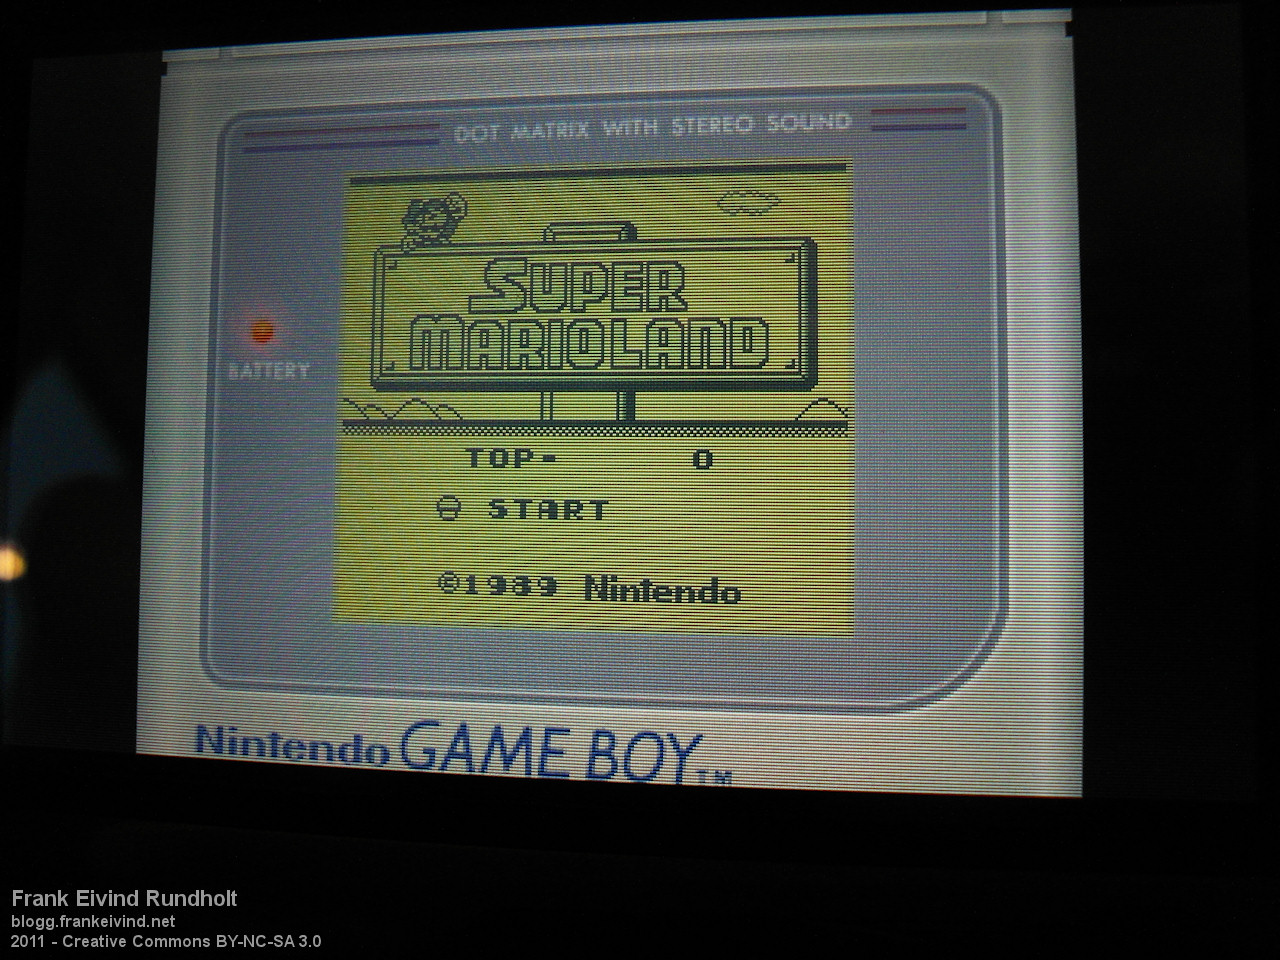 DOT MATRIX WITH STEREO SOUND
SUPER
MARIOLAND
BATTERY
TOP- 0
START
©1989 Nintendo
Nintendo GAME BOY™
Frank Eivind Rundholt
blogg.frankeivind.net
2011 - Creative Commons BY-NC-SA 3.0